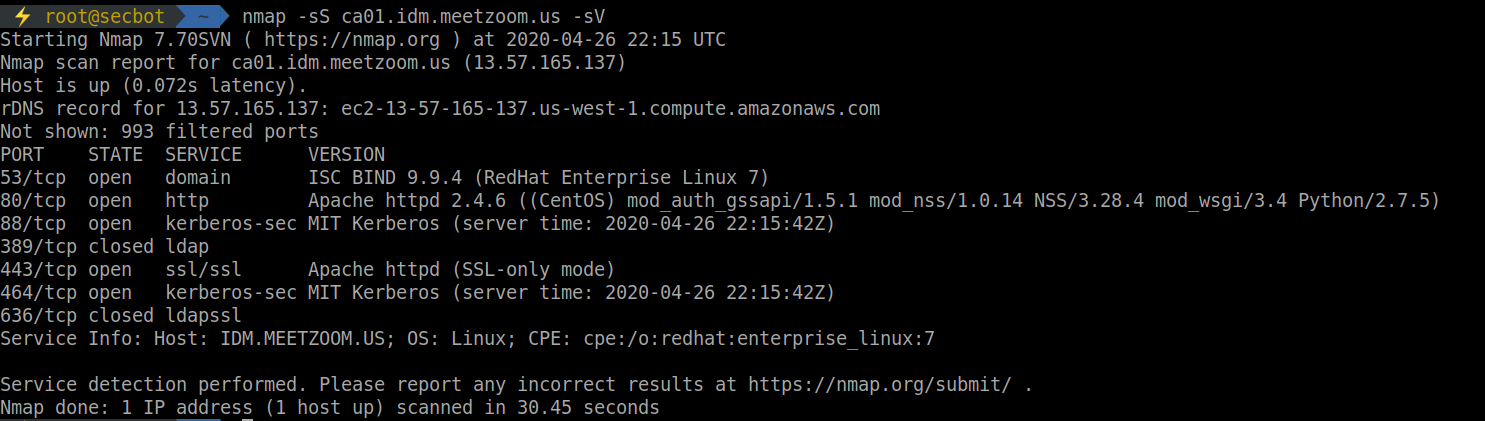 ⚡ root@secbot ~ nmap -sS ca01.idm.meetzoom.us -sV
Starting Nmap 7.70SVN ( https://nmap.org ) at 2020-04-26 22:15 UTC
Nmap scan report for ca01.idm.meetzoom.us (13.57.165.137)
Host is up (0.072s latency).
rDNS record for 13.57.165.137: ec2-13-57-165-137.us-west-1.compute.amazonaws.com
Not shown: 993 filtered ports
PORT    STATE  SERVICE      VERSION
53/tcp  open   domain       ISC BIND 9.9.4 (RedHat Enterprise Linux 7)
80/tcp  open   http         Apache httpd 2.4.6 ((CentOS) mod_auth_gssapi/1.5.1 mod_nss/1.0.14 NSS/3.28.4 mod_wsgi/3.4 Python/2.7.5)
88/tcp  open   kerberos-sec MIT Kerberos (server time: 2020-04-26 22:15:42Z)
389/tcp closed ldap
443/tcp open   ssl/ssl      Apache httpd (SSL-only mode)
464/tcp open   kerberos-sec MIT Kerberos (server time: 2020-04-26 22:15:42Z)
636/tcp closed ldapssl
Service Info: Host: IDM.MEETZOOM.US; OS: Linux; CPE: cpe:/o:redhat:enterprise_linux:7
Service detection performed. Please report any incorrect results at https://nmap.org/submit/ .
Nmap done: 1 IP address (1 host up) scanned in 30.45 seconds